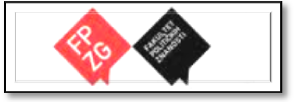 FP
ZG
FAKULTET
POLITIČKIH
ZNANOSTI